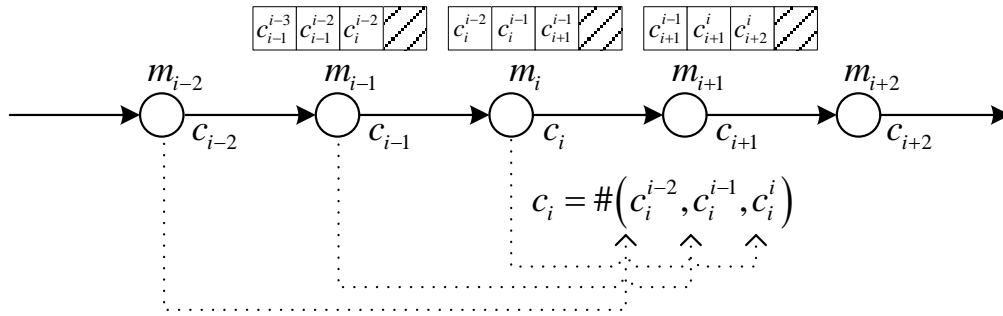 c_{i-1}^{i-3} c_{i-1}^{i-2} c_i^{i-2} c_i^{i-2} c_i^{i-1} c_{i+1}^{i-1} c_{i+1}^{i-1} c_{i+1}^{i} c_{i+2}^{i}
m_{i-2} m_{i-1} m_i m_{i+1} m_{i+2}
c_{i-2} c_{i-1} c_i c_{i+1} c_{i+2}
c_i = #(c_i^{i-2}, c_i^{i-1}, c_i^i)